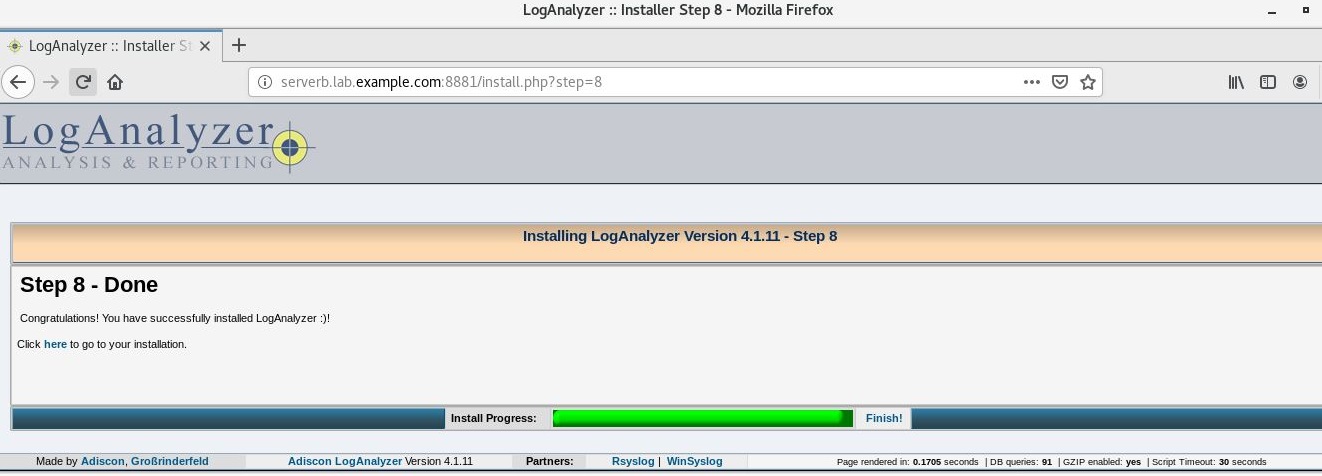 LogAnalyzer :: Installer Step 8 - Mozilla Firefox
LogAnalyzer :: Installer St
serverb.lab.example.com:8881/install.php?step=8
LogAnalyzer
ANALYSIS & REPORTING
Installing LogAnalyzer Version 4.1.11 - Step 8
Step 8 - Done
Congratulations! You have successfully installed LogAnalyzer :)!
Click here to go to your installation.
Install Progress: Finish!
Made by Adiscon, Großrinderfeld Adiscon LogAnalyzer Version 4.1.11 Partners: Rsyslog | WinSyslog Page rendered in: 0.1705 seconds | DB queries: 91 | GZIP enabled: yes | Script Timeout: 30 seconds